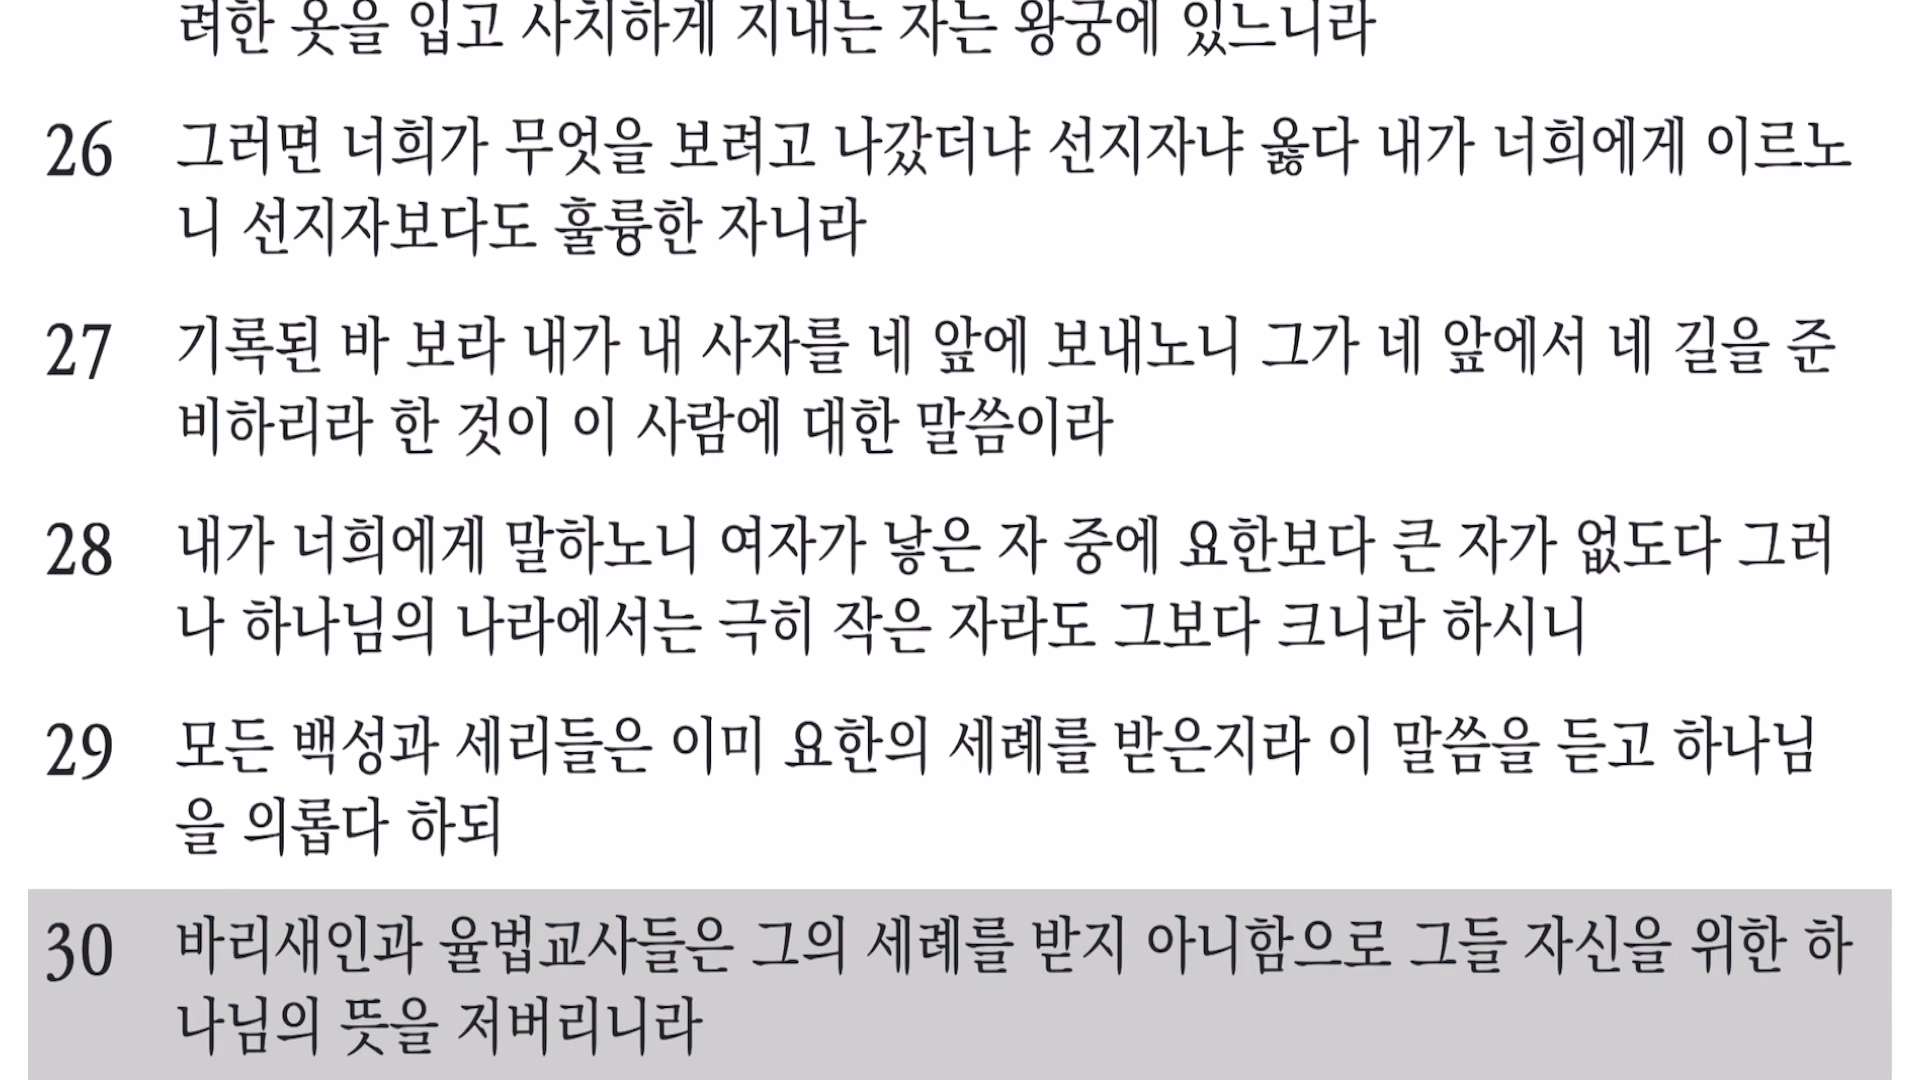 려한 옷을 입고 사치하게 지내는 자는 왕궁에 있느니라
26 그러면 너희가 무엇을 보려고 나갔더냐 선지자냐 옳다 내가 너희에게 이르노
니 선지자보다도 훌륭한 자니라
27 기록된 바 보라 내가 내 사자를 네 앞에 보내노니 그가 네 앞에서 네 길을 준
비하리라 한 것이 이 사람에 대한 말씀이라
28 내가 너희에게 말하노니 여자가 낳은 자 중에 요한보다 큰 자가 없도다 그러
나 하나님의 나라에서는 극히 작은 자라도 그보다 크니라 하시니
29 모든 백성과 세리들은 이미 요한의 세례를 받은지라 이 말씀을 듣고 하나님
을 의롭다 하되
30 바리새인과 율법교사들은 그의 세례를 받지 아니함으로 그들 자신을 위한 하
나님의 뜻을 저버리니라